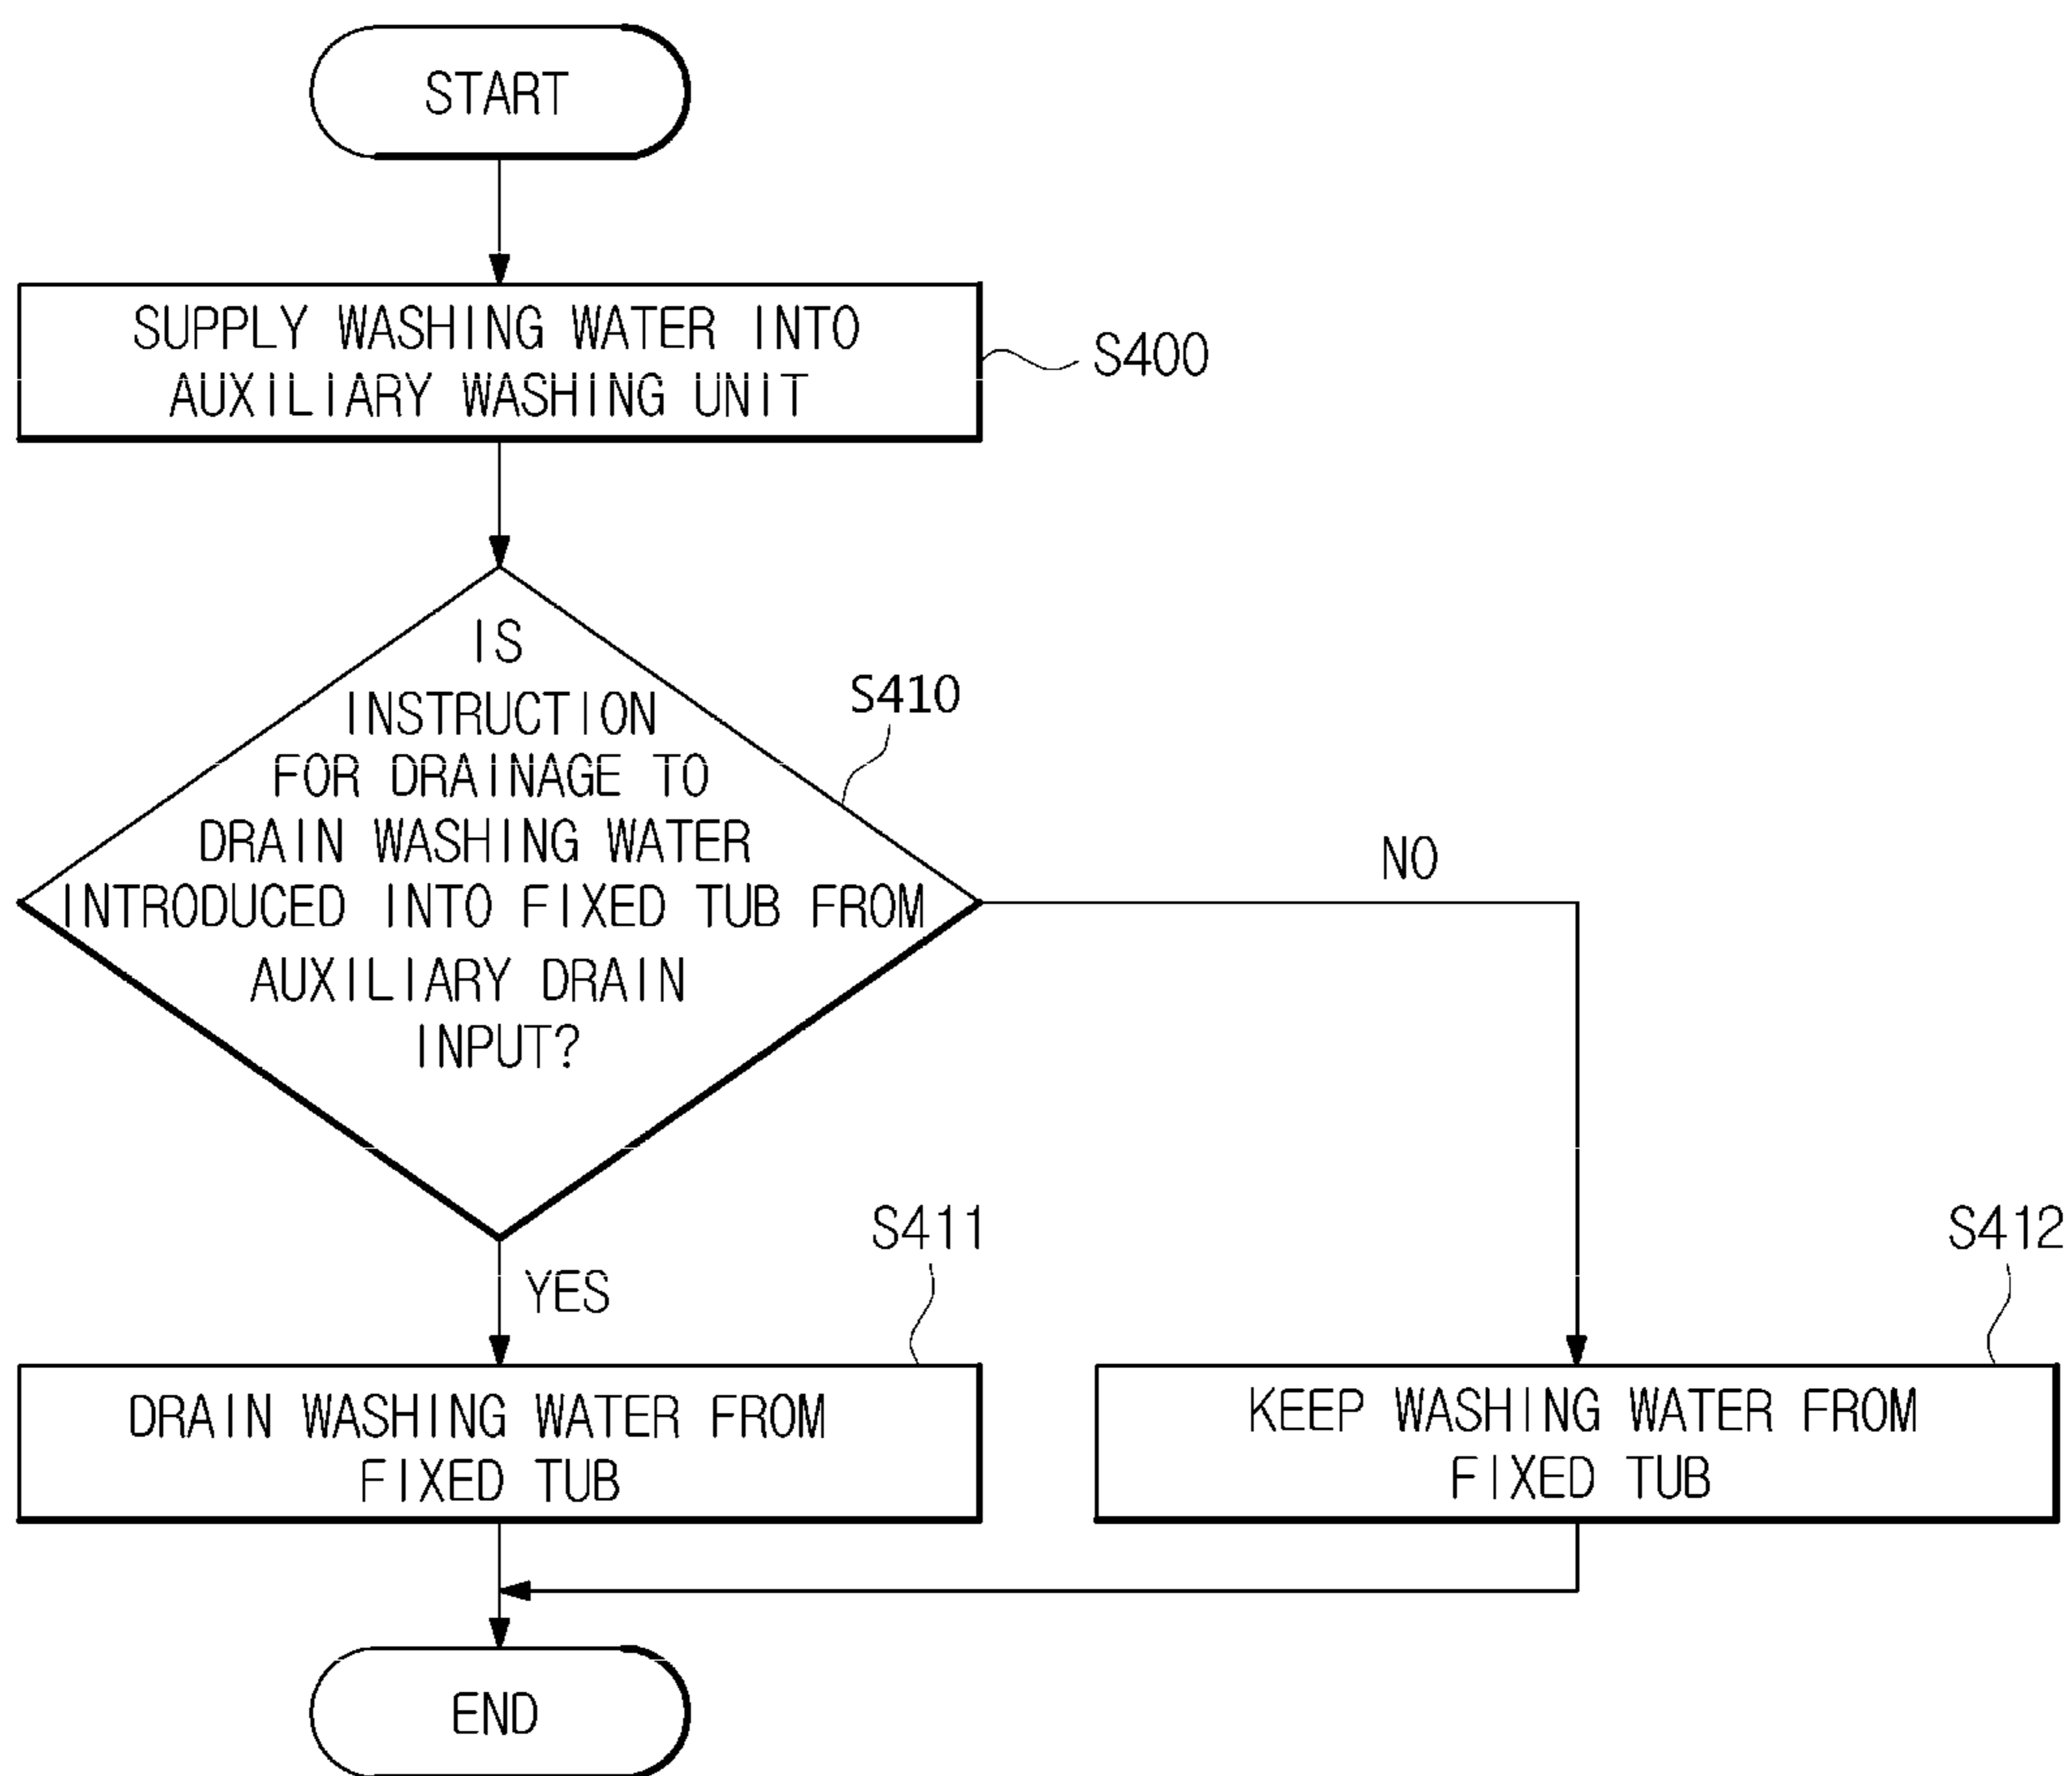 START
SUPPLY WASHING WATER INTO
AUXILIARY WASHING UNIT
S400
IS
INSTRUCTION
FOR DRAINAGE TO
DRAIN WASHING WATER
INTRODUCED INTO FIXED TUB FROM
AUXILIARY DRAIN
INPUT?
S410
NO
YES
S411
DRAIN WASHING WATER FROM
FIXED TUB
S412
KEEP WASHING WATER FROM
FIXED TUB
END